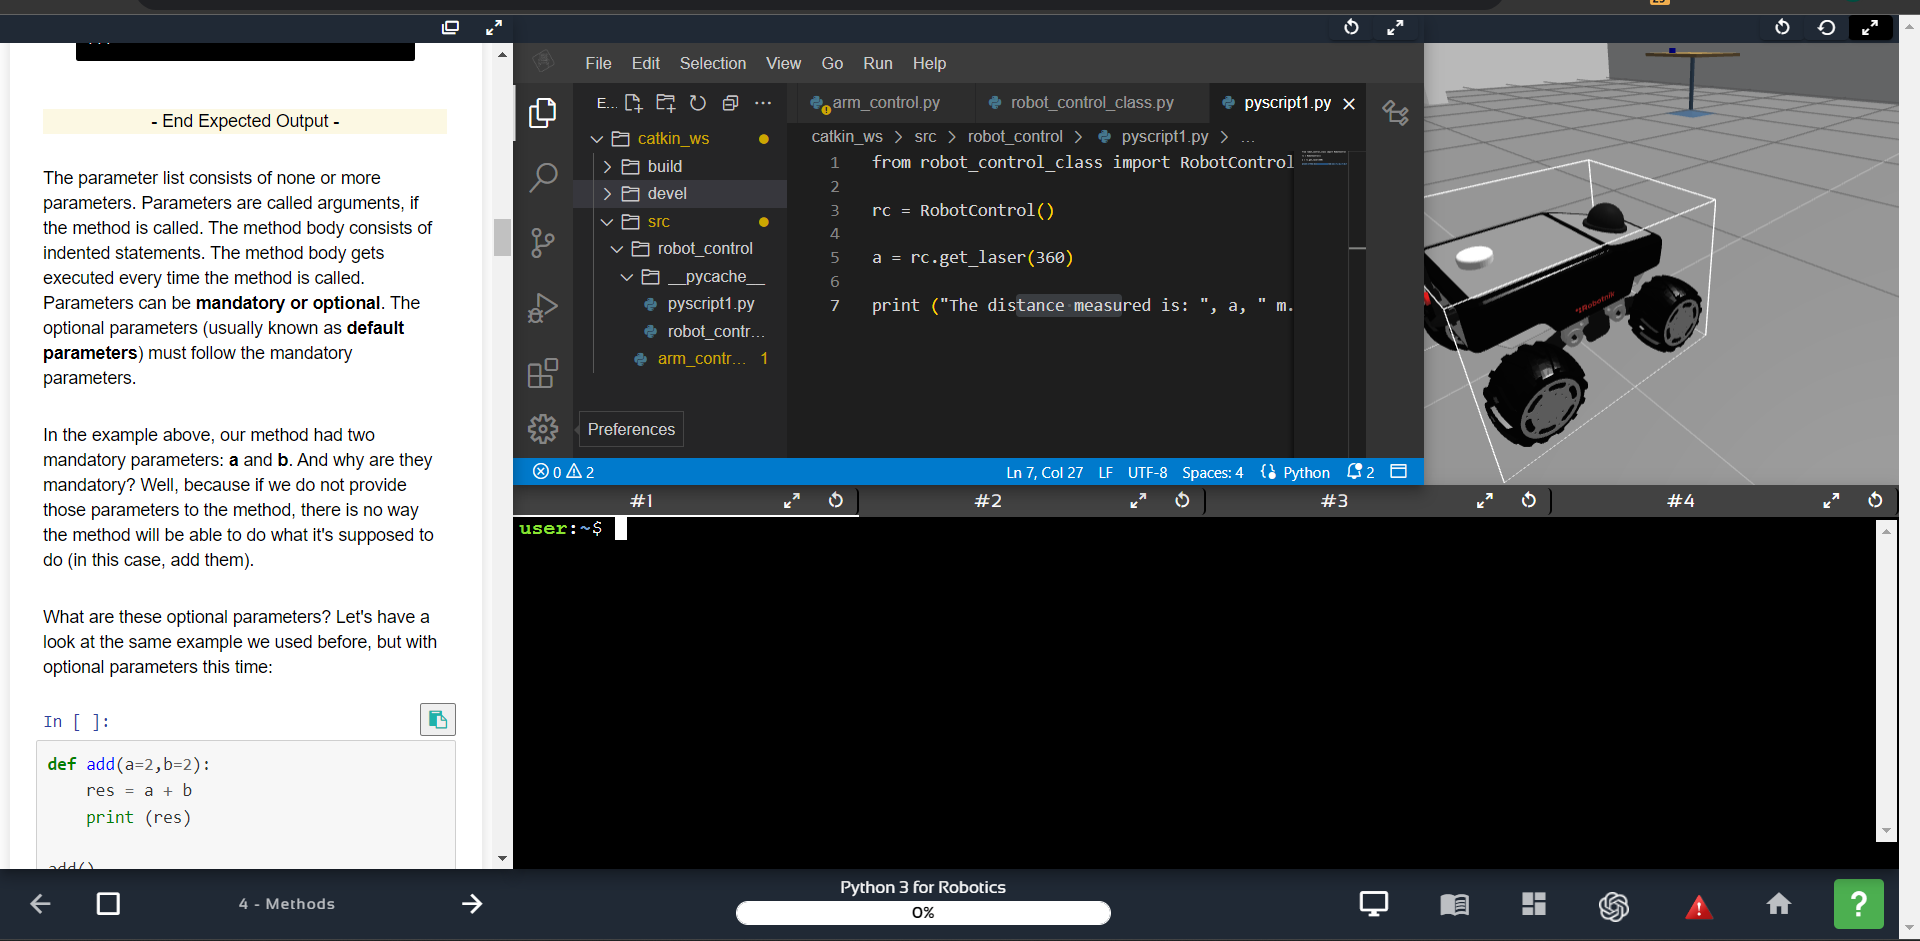 - End Expected Output -
The parameter list consists of none or more
parameters. Parameters are called arguments, if
the method is called. The method body consists of
indented statements. The method body gets
executed every time the method is called.
Parameters can be mandatory or optional. The
optional parameters (usually known as default
parameters) must follow the mandatory
parameters.
In the example above, our method had two
mandatory parameters: a and b. And why are they
mandatory? Well, because if we do not provide
those parameters to the method, there is no way
the method will be able to do what it's supposed to
do (in this case, add them).
What are these optional parameters? Let's have a
look at the same example we used before, but with
optional parameters this time:
In [ ]:
def add(a=2,b=2):
    res = a + b
    print (res)
add()
File Edit Selection View Go Run Help
E...
catkin_ws
build
devel
src
robot_control
__pycache__
pyscript1.py
robot_contr...
arm_contr... 1
Preferences
arm_control.py robot_control_class.py pyscript1.py
catkin_ws > src > robot_control > pyscript1.py > ...
1 from robot_control_class import RobotControl
2
3 rc = RobotControl()
4
5 a = rc.get_laser(360)
6
7 print ("The distance measured is: ", a, " m.
0 2 Ln 7, Col 27 LF UTF-8 Spaces: 4 Python 2
Robotnik
#1 #2 #3 #4
user:~$
4 - Methods
Python 3 for Robotics
0%
?